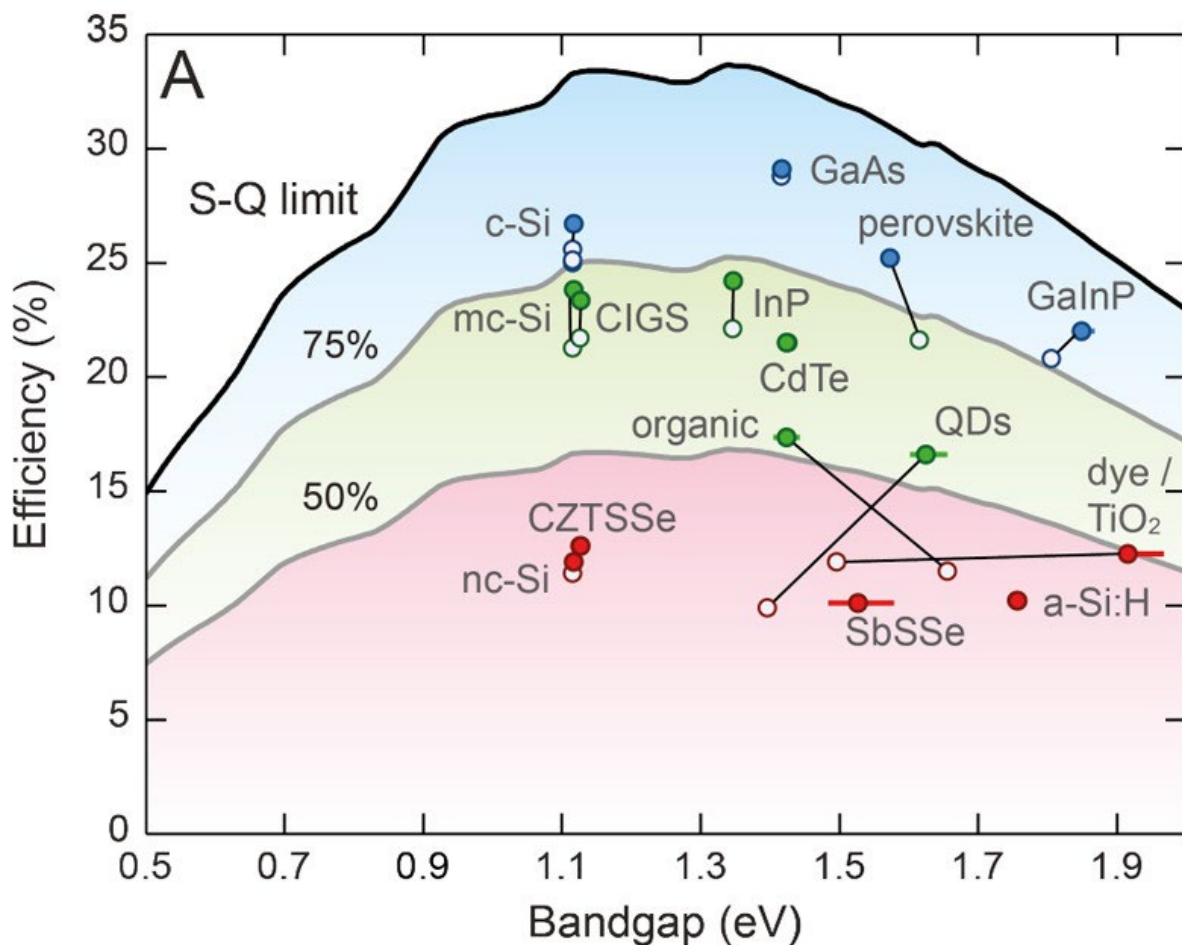 A
35
30
25
20
15
10
5
0
Efficiency (%)
S-Q limit
75%
50%
c-Si
mc-Si
CIGS
InP
GaAs
perovskite
GaInP
CdTe
organic
QDs
dye /
TiO₂
CZTSSe
nc-Si
SbSSe
a-Si:H
0.5
0.7
0.9
1.1
1.3
1.5
1.7
1.9
Bandgap (eV)